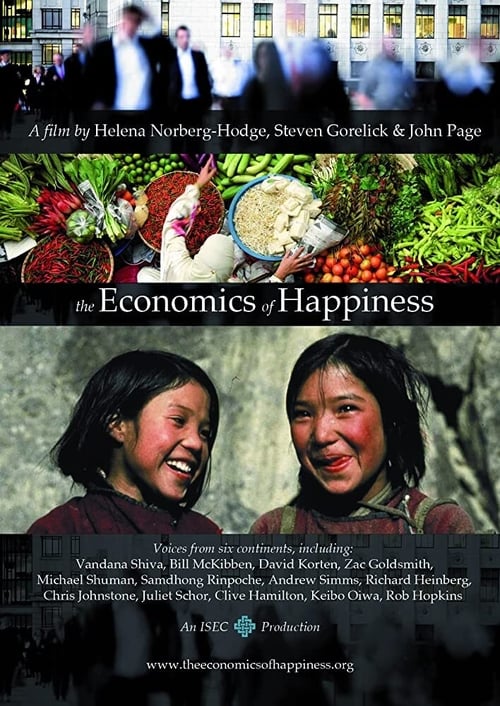 A film by Helena Norberg-Hodge, Steven Gorelick & John Page
the Economics of Happiness
Voices from six continents, including:
Vandana Shiva, Bill McKibben, David Korten, Zac Goldsmith,
Michael Shuman, Samdhong Rinpoche, Andrew Simms, Richard Heinberg,
Chris Johnstone, Juliet Schor, Clive Hamilton, Keibo Oiwa, Rob Hopkins
An ISEC Production
www.theeconomicsofhappiness.org